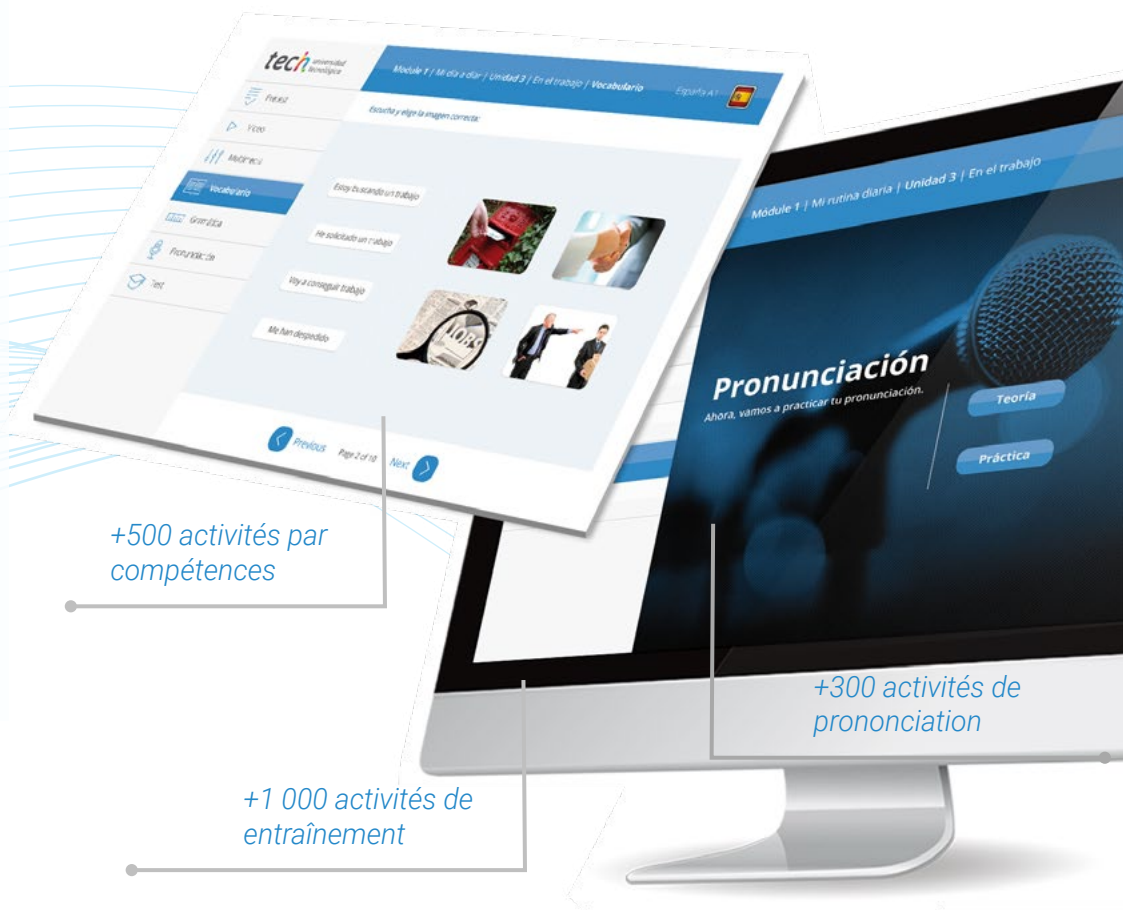 tech universidad
tecnológica
Module 1 | Mi día a diar | Unidad 3 | En el trabajo | Vocabulario
España A1
Escucha y elige la imagen correcta:
Pretest
Vídeo
Multimedia
Vocabulario
Gramática
Pronunciación
Test
Estoy buscando un trabajo
He solicitado un trabajo
Voy a conseguir trabajo
Me han despedido
JOBS
Previous
Page 2 of 10
Next
Módule 1 | Mi rutina diaria | Unidad 3 | En el trabajo
Pronunciación
Ahora, vamos a practicar tu pronunciación.
Teoría
Práctica
+500 activités par
compétences
+300 activités de
prononciation
+1 000 activités de
entraînement